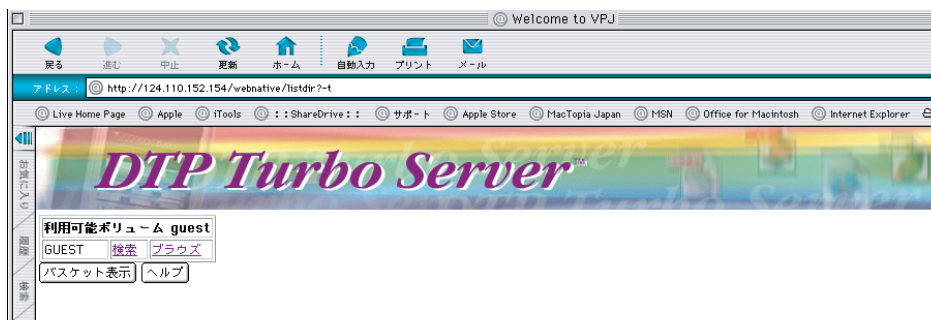 Welcome to VPJ
戻る 進む 中止 更新 ホーム 自動入力 プリント メール
アドレス： http://124.110.152.154/webnative/listdir?-t
Live Home Page Apple iTools ：：ShareDrive：： サポート Apple Store MacTopia Japan MSN Office for Macintosh Internet Explorer
お気に入り
履歴
検索
DTP Turbo Server™
利用可能ボリューム guest
GUEST 検索 ブラウズ
バスケット表示 ヘルプ